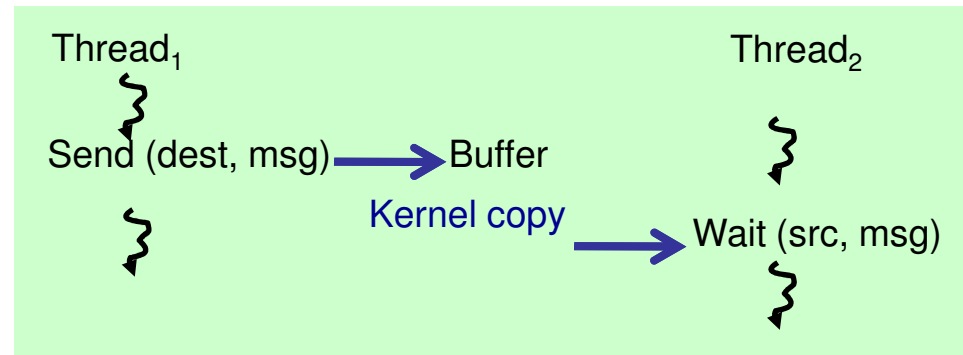 Thread₁
Thread₂
Send (dest, msg)
Buffer
Kernel copy
Wait (src, msg)